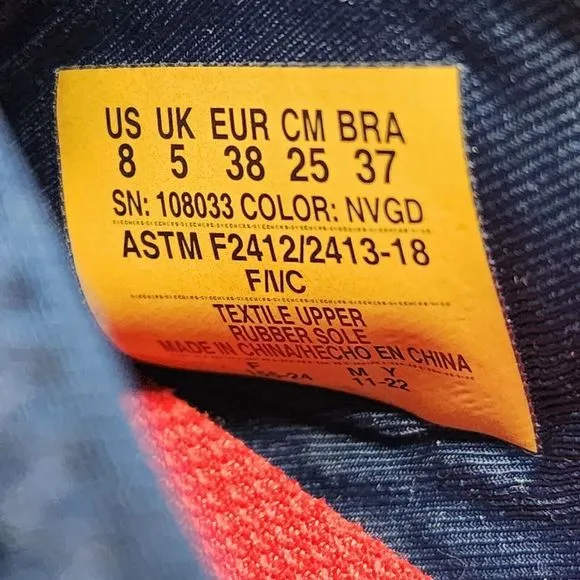 US UK EUR CM BRA
8 5 38 25 37
SN: 108033 COLOR: NVGD
ASTM F2412/2413-18
F/I/C
TEXTILE UPPER
RUBBER SOLE
MADE IN CHINA/HECHO EN CHINA
F M Y
11-22